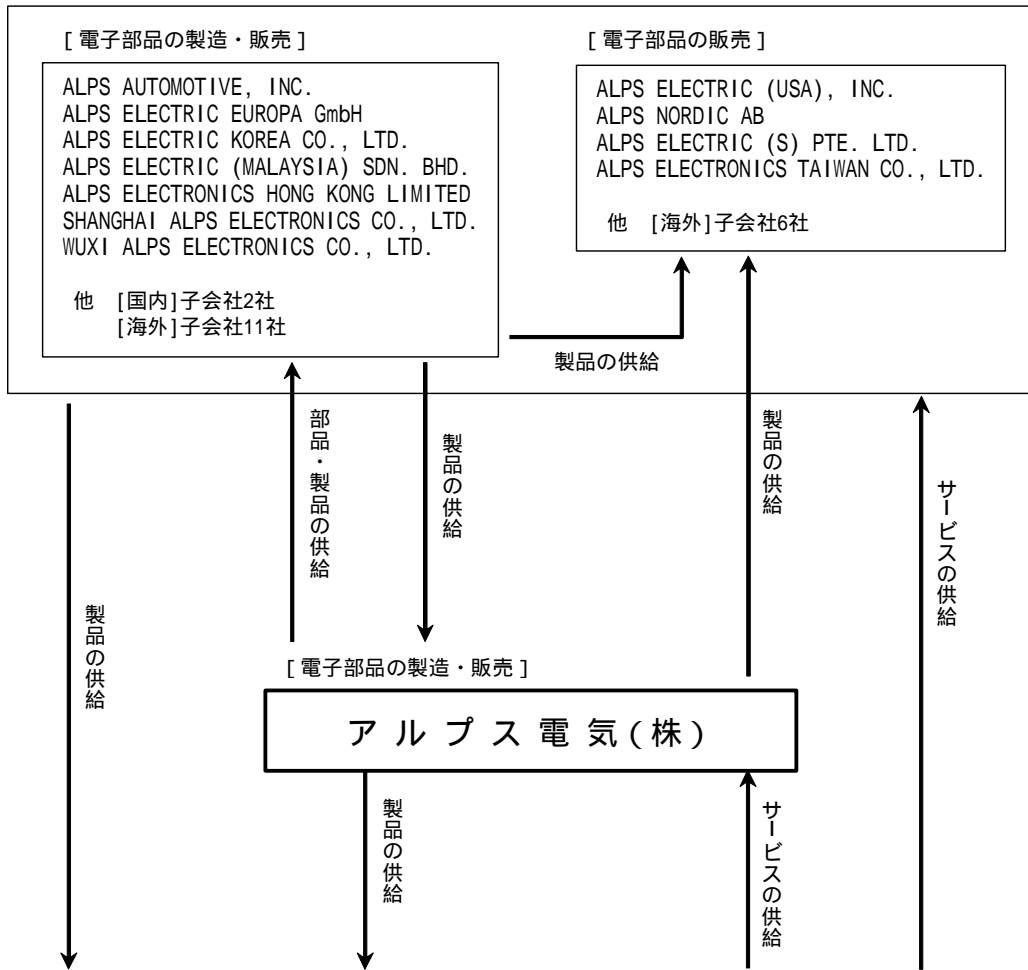 [ 電子部品の製造・販売 ]
ALPS AUTOMOTIVE, INC.
ALPS ELECTRIC EUROPA GmbH
ALPS ELECTRIC KOREA CO., LTD.
ALPS ELECTRIC (MALAYSIA) SDN. BHD.
ALPS ELECTRONICS HONG KONG LIMITED
SHANGHAI ALPS ELECTRONICS CO., LTD.
WUXI ALPS ELECTRONICS CO., LTD.
他 [国内]子会社2社
[海外]子会社11社
[ 電子部品の販売 ]
ALPS ELECTRIC (USA), INC.
ALPS NORDIC AB
ALPS ELECTRIC (S) PTE. LTD.
ALPS ELECTRONICS TAIWAN CO., LTD.
他 [海外]子会社6社
製品の供給
製品の供給
部品・製品の供給
製品の供給
製品の供給
サービスの供給
[ 電子部品の製造・販売 ]
アルプス電気(株)
製品の供給
サービスの供給